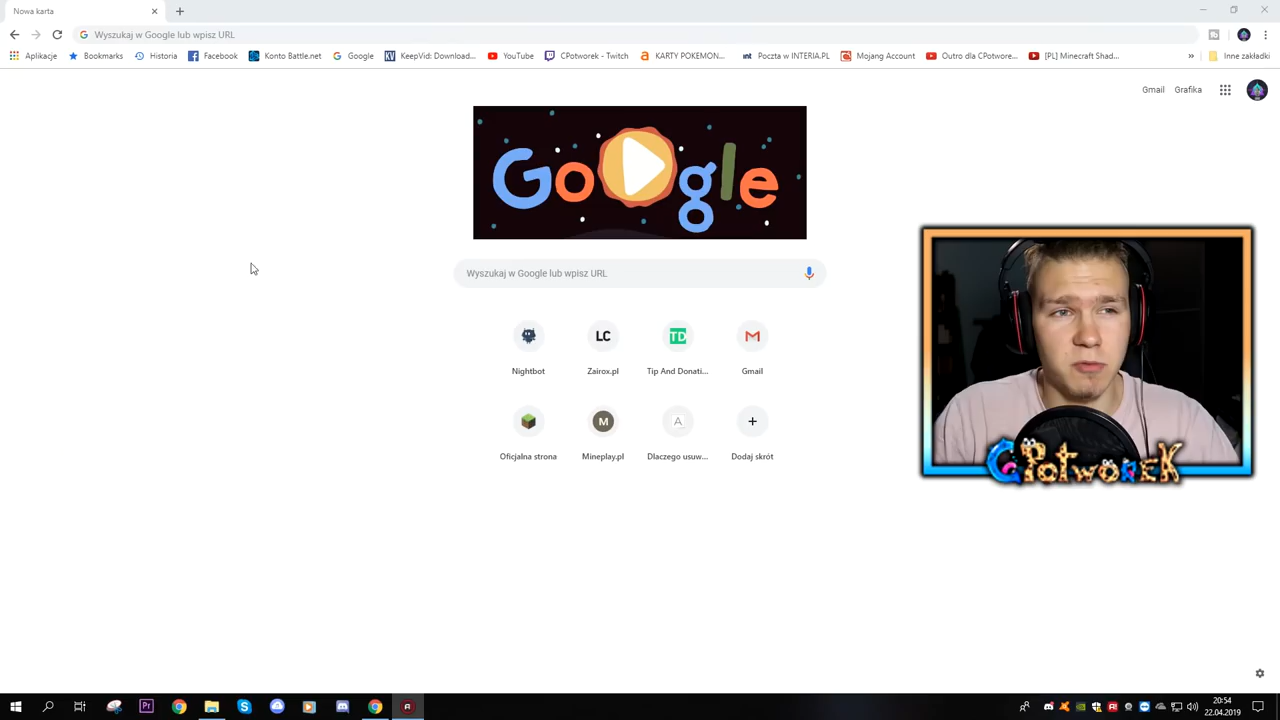 Nowa karta
Wyszukaj w Google lub wpisz URL
Aplikacje Bookmarks Historia Facebook Konto Battle.net Google KeepVid: Download... YouTube CPotworek - Twitch KARTY POKEMON... Poczta w INTERIA.PL Mojang Account Outro dla CPotwore... [PL] Minecraft Shad... » Inne zakładki
Gmail Grafika
Google
Wyszukaj w Google lub wpisz URL
LC TD
Nightbot Zairox.pl Tip And Donati... Gmail
M A
Oficjalna strona Mineplay.pl Dlaczego usuw... Dodaj skrót
CPotworek
Pr
20:54
22.04.2019